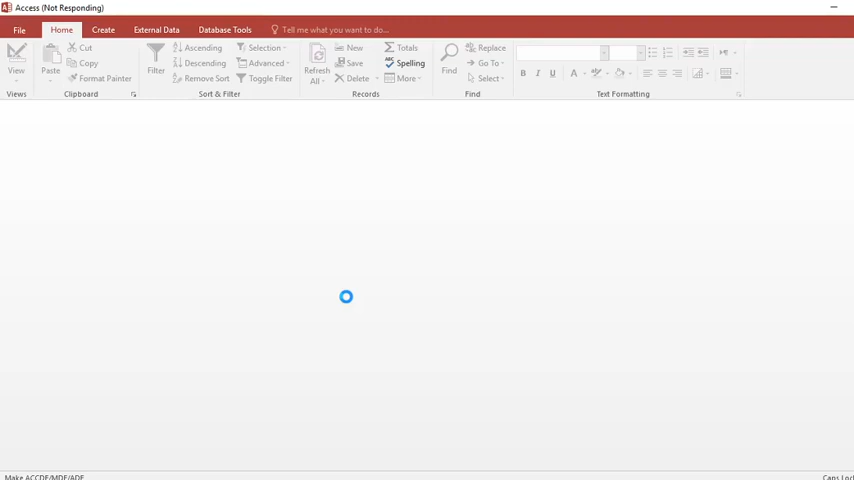 Access (Not Responding)
File Home Create External Data Database Tools Tell me what you want to do...
View
Views
Paste
Cut
Copy
Format Painter
Clipboard
Filter
Ascending
Descending
Remove Sort
Selection
Advanced
Toggle Filter
Sort & Filter
Refresh
All
New
Save
Delete
Totals
Spelling
More
Records
Find
Replace
Go To
Select
Find
B I U A
Text Formatting
Make ACCDE/MDE/ADE
Caps Loc